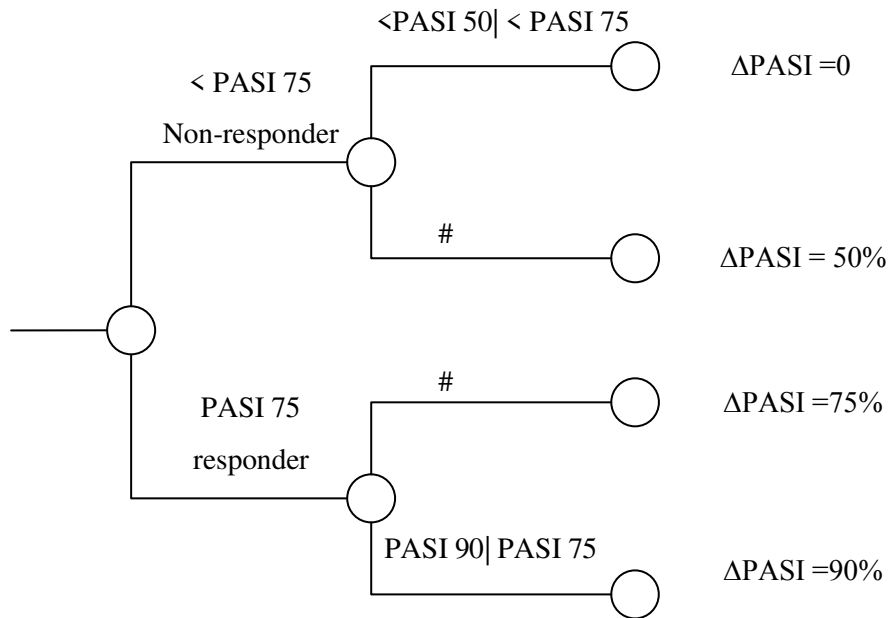 <PASI 50| < PASI 75
< PASI 75
Non-responder
ΔPASI =0
#
ΔPASI = 50%
PASI 75
responder
#
ΔPASI =75%
PASI 90| PASI 75
ΔPASI =90%